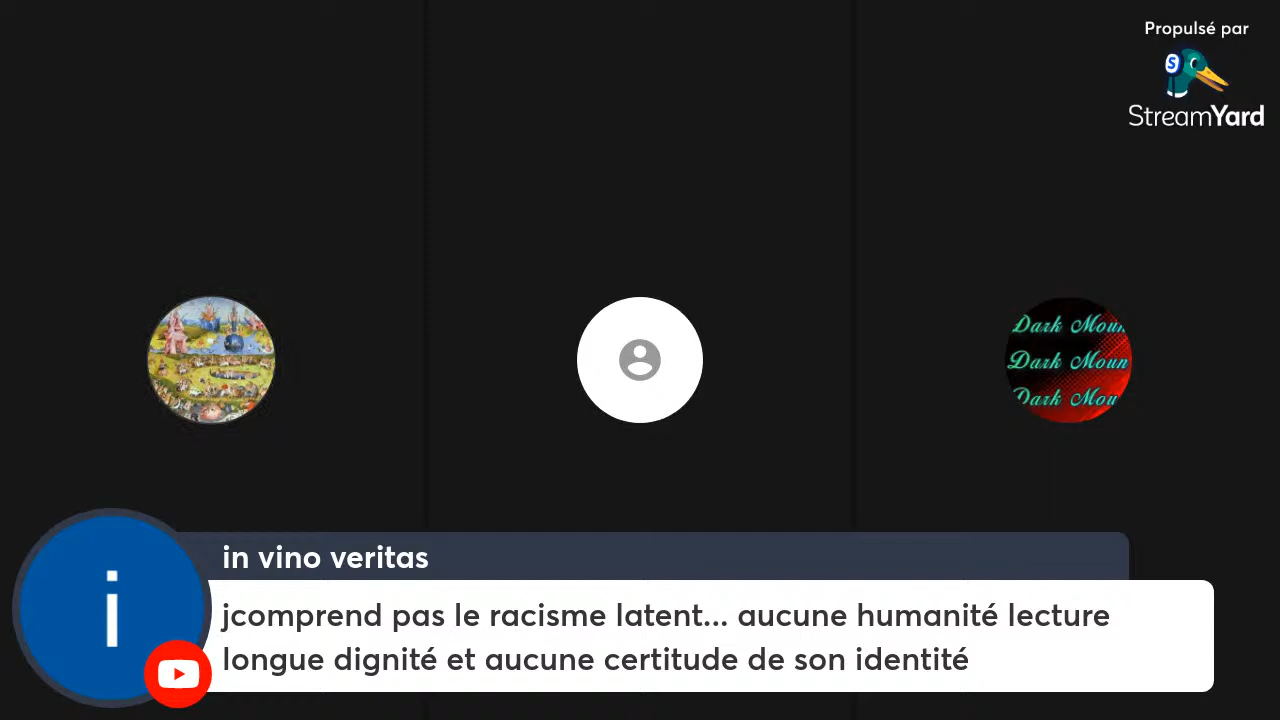 Propulsé par
S
StreamYard
Dark Moun
Dark Moun
Dark Mou
i
in vino veritas
jcomprend pas le racisme latent... aucune humanité lecture
longue dignité et aucune certitude de son identité